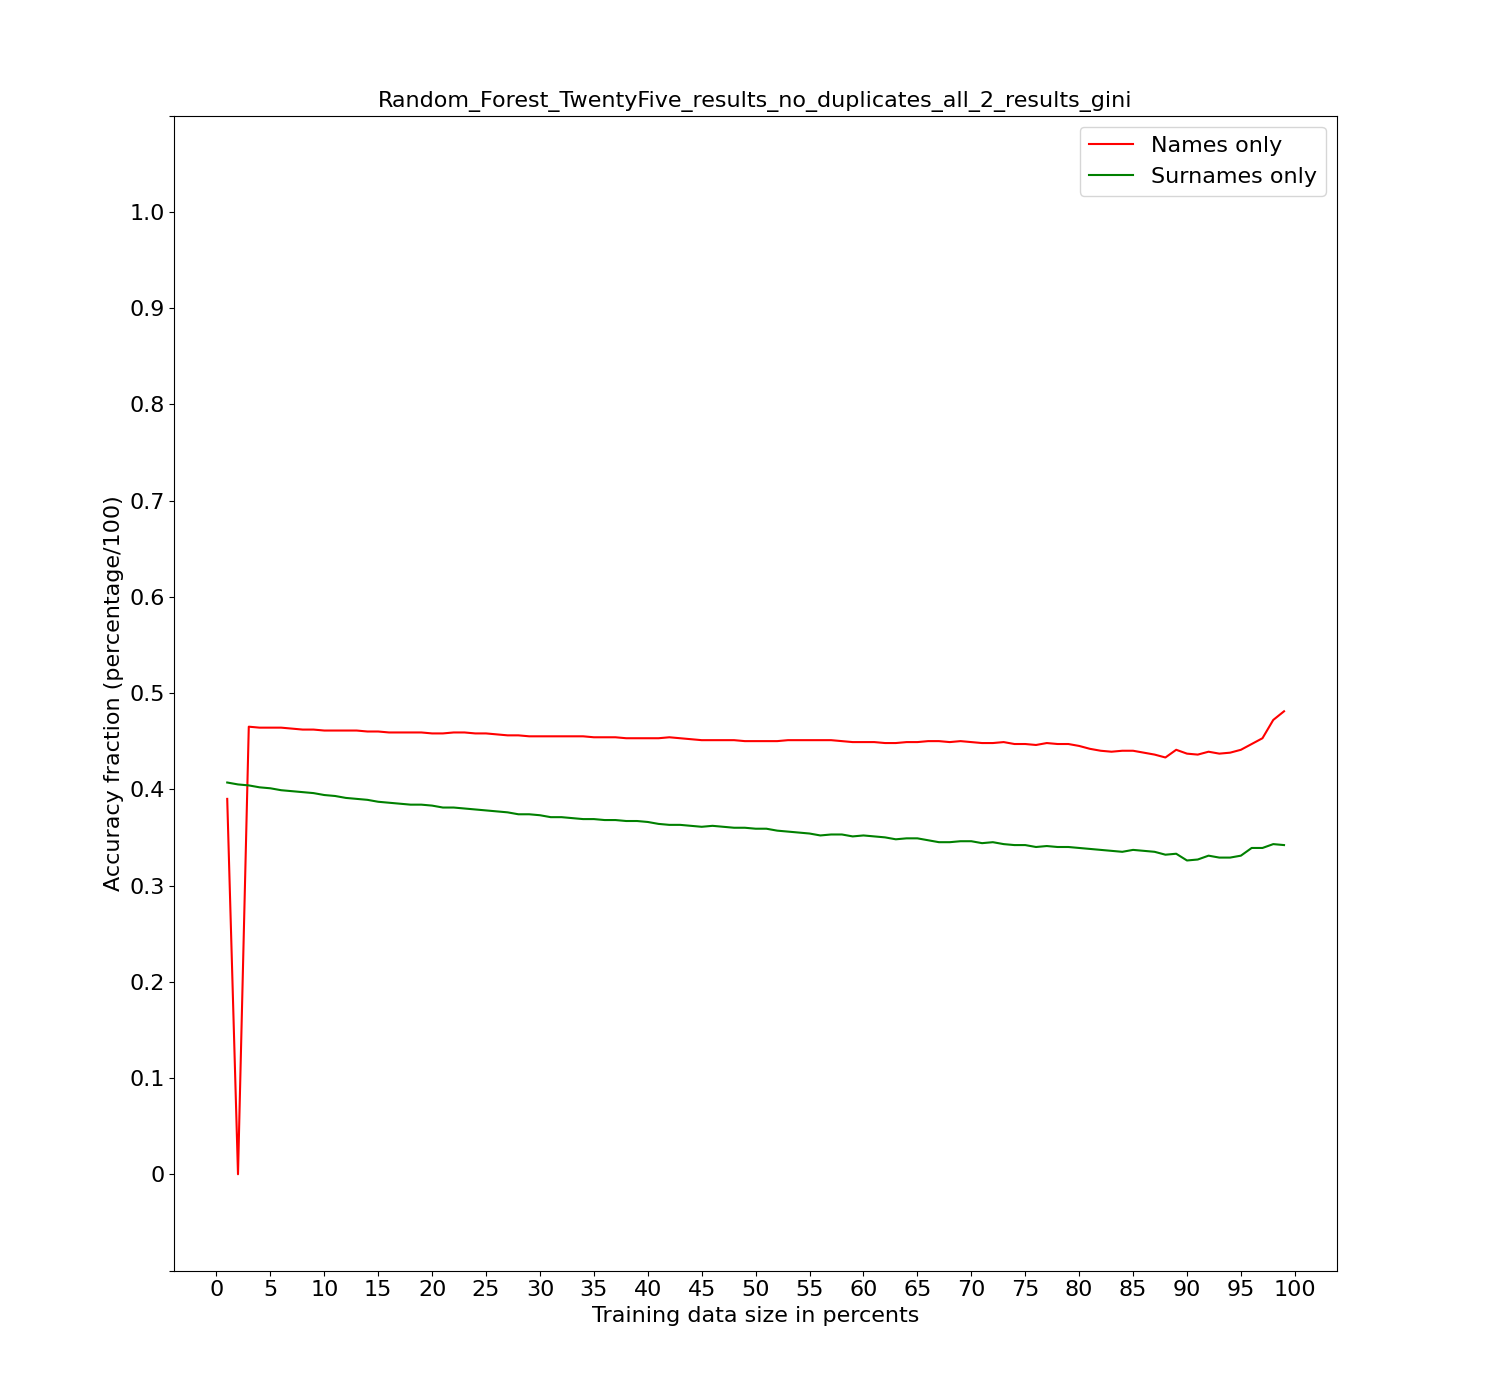 Random_Forest_TwentyFive_results_no_duplicates_all_2_results_gini
Names only
Surnames only
1.0
0.9
0.8
0.7
0.6
0.5
0.4
0.3
0.2
0.1
0
Accuracy fraction (percentage/100)
0 5 10 15 20 25 30 35 40 45 50 55 60 65 70 75 80 85 90 95 100
Training data size in percents